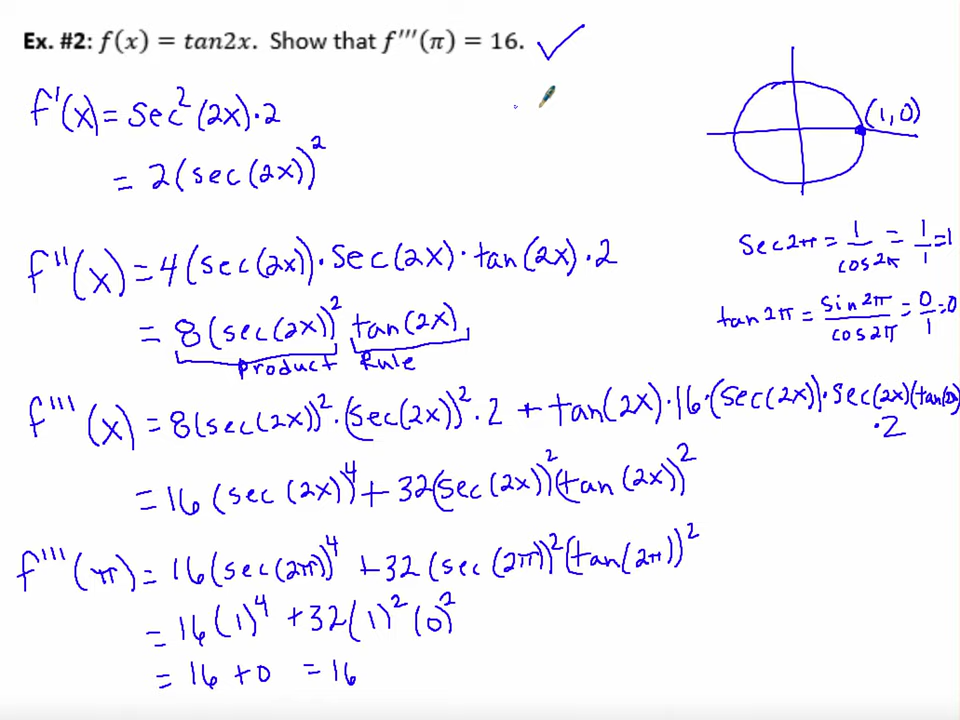 Ex. #2: f(x) = tan2x. Show that f'''(π) = 16. ✓
f'(x) = sec²(2x)·2
= 2(sec(2x))²
(1,0)
f''(x) = 4(sec(2x))·sec(2x)·tan(2x)·2
= 8(sec(2x))² tan(2x)
Product Rule
sec2π = 1/cos2π = 1/1 = 1
tan2π = sin2π/cos2π = 0/1 = 0
f'''(x) = 8(sec(2x))²·(sec(2x))²·2 + tan(2x)·16·(sec(2x))·sec(2x)(tan(2x)
·2
= 16(sec(2x))⁴ + 32(sec(2x))²(tan(2x))²
f'''(π) = 16(sec(2π))⁴ + 32(sec(2π))²(tan(2π))²
= 16(1)⁴ + 32(1)²(0)²
= 16 + 0 = 16